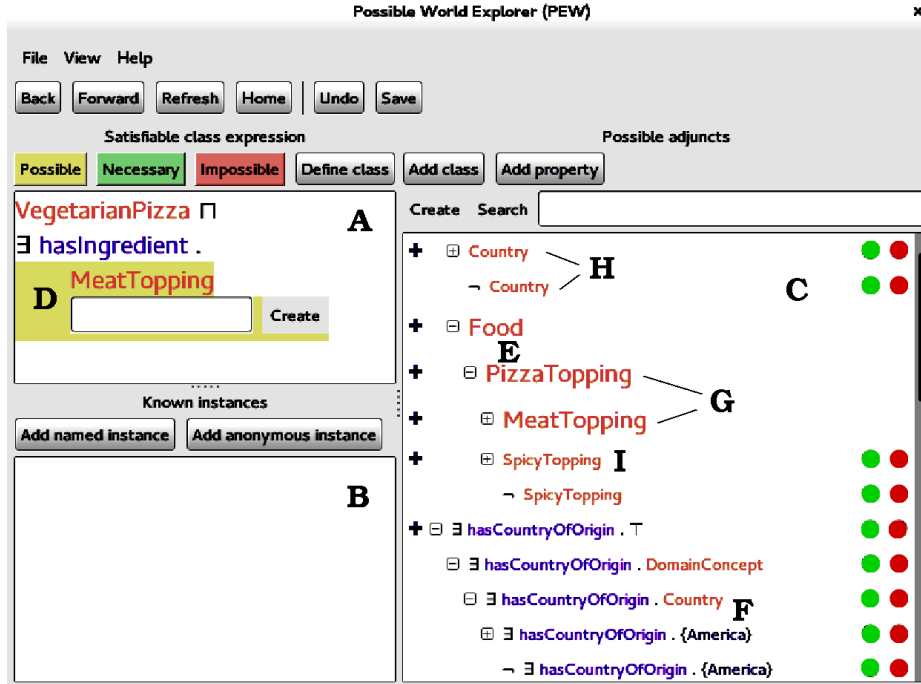 Possible World Explorer (PEW) ×
File View Help
Back Forward Refresh Home Undo Save
Satisfiable class expression
Possible adjuncts
Possible Necessary Impossible Define class Add class Add property
VegetarianPizza ⊓
A
∃ hasIngredient .
MeatTopping
D
Create
Known instances
Add named instance Add anonymous instance
B
Create Search
+ ⊞ Country
H
¬ Country
C
+ ⊟ Food
E
+ ⊟ PizzaTopping
G
+ ⊞ MeatTopping
+ ⊞ SpicyTopping I
¬ SpicyTopping
+ ⊟ ∃ hasCountryOfOrigin . ⊤
⊟ ∃ hasCountryOfOrigin . DomainConcept
⊟ ∃ hasCountryOfOrigin . Country F
⊞ ∃ hasCountryOfOrigin . {America}
¬ ∃ hasCountryOfOrigin . {America}